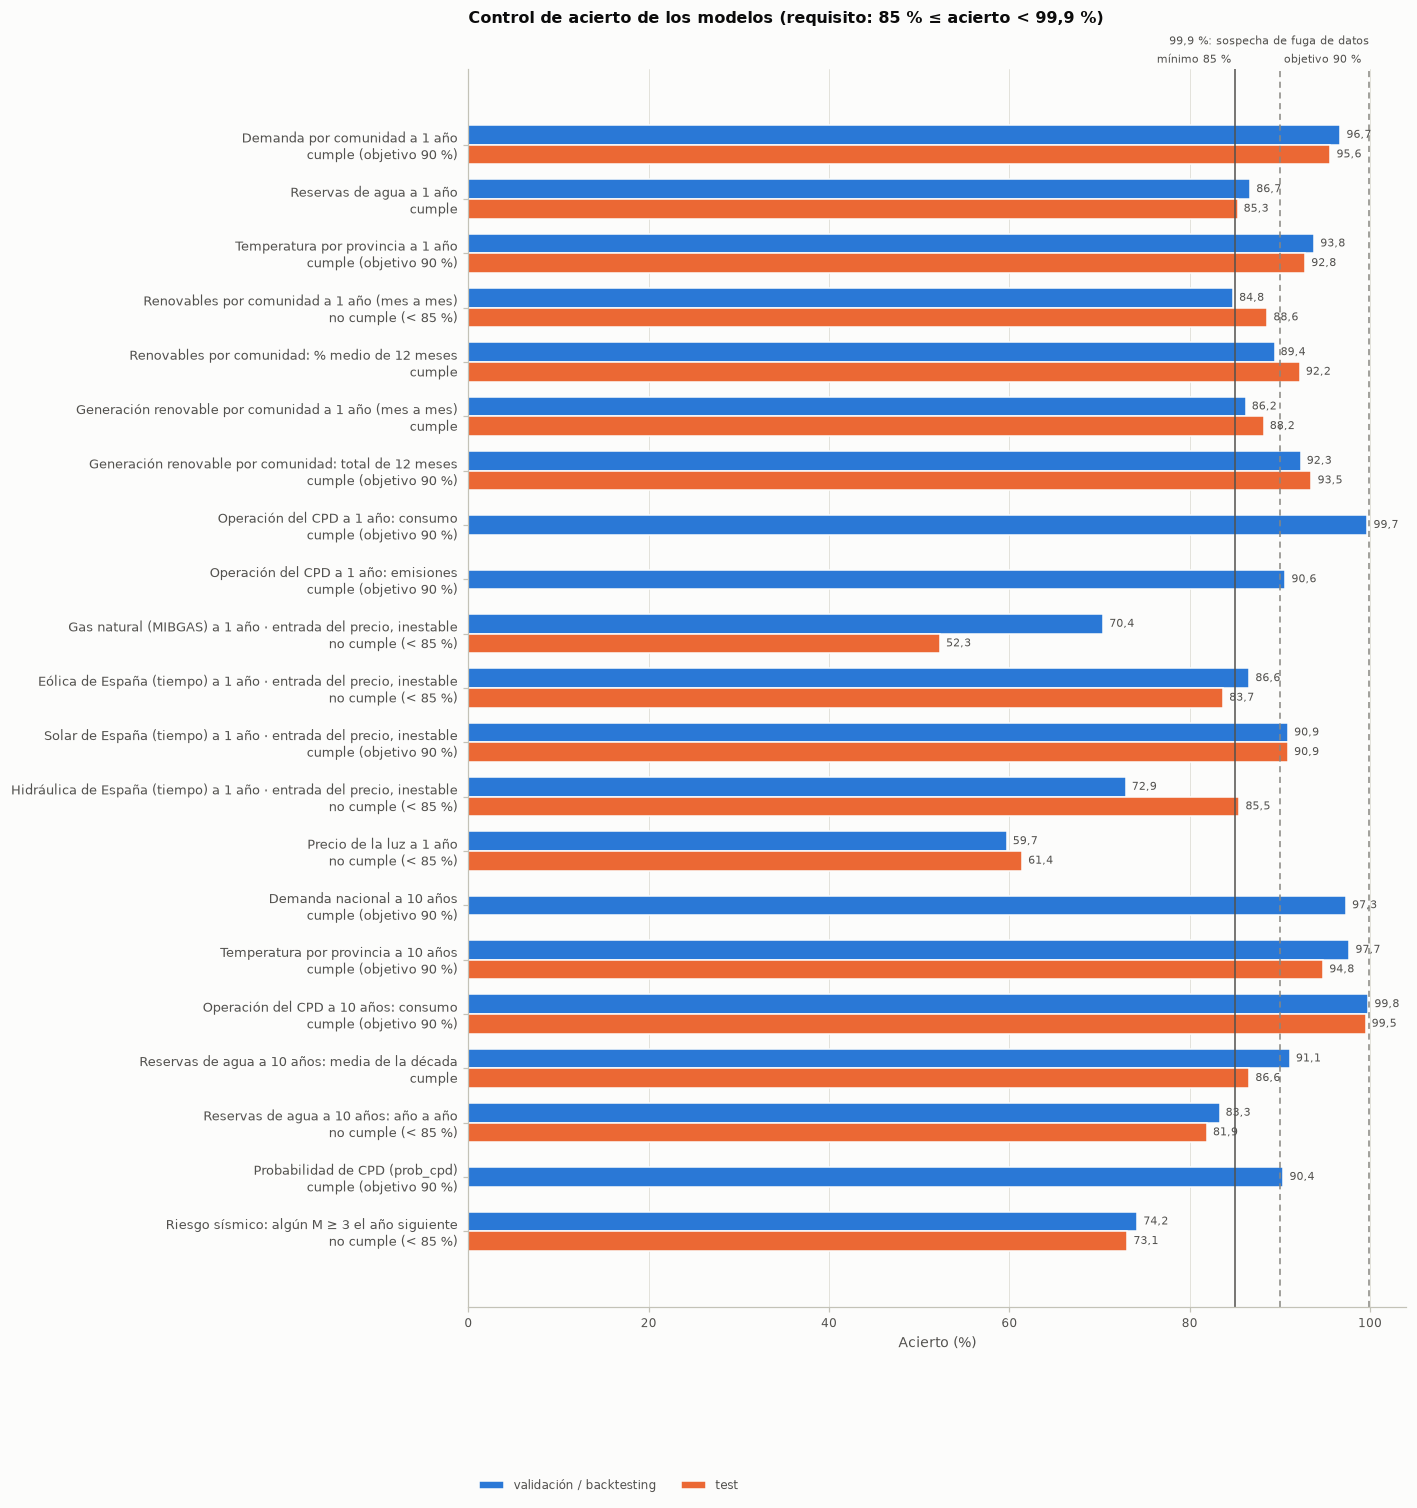 Control de acierto de los modelos (requisito: 85 % ≤ acierto < 99,9 %)
99,9 %: sospecha de fuga de datos
mínimo 85 %
objetivo 90 %
Demanda por comunidad a 1 año
cumple (objetivo 90 %)
96,7
95,6
Reservas de agua a 1 año
cumple
86,7
85,3
Temperatura por provincia a 1 año
cumple (objetivo 90 %)
93,8
92,8
Renovables por comunidad a 1 año (mes a mes)
no cumple (< 85 %)
84,8
88,6
Renovables por comunidad: % medio de 12 meses
cumple
89,4
92,2
Generación renovable por comunidad a 1 año (mes a mes)
cumple
86,2
88,2
Generación renovable por comunidad: total de 12 meses
cumple (objetivo 90 %)
92,3
93,5
Operación del CPD a 1 año: consumo
cumple (objetivo 90 %)
99,7
Operación del CPD a 1 año: emisiones
cumple (objetivo 90 %)
90,6
Gas natural (MIBGAS) a 1 año · entrada del precio, inestable
no cumple (< 85 %)
70,4
52,3
Eólica de España (tiempo) a 1 año · entrada del precio, inestable
no cumple (< 85 %)
86,6
83,7
Solar de España (tiempo) a 1 año · entrada del precio, inestable
cumple (objetivo 90 %)
90,9
90,9
Hidráulica de España (tiempo) a 1 año · entrada del precio, inestable
no cumple (< 85 %)
72,9
85,5
Precio de la luz a 1 año
no cumple (< 85 %)
59,7
61,4
Demanda nacional a 10 años
cumple (objetivo 90 %)
97,3
Temperatura por provincia a 10 años
cumple (objetivo 90 %)
97,7
94,8
Operación del CPD a 10 años: consumo
cumple (objetivo 90 %)
99,8
99,5
Reservas de agua a 10 años: media de la década
cumple
91,1
86,6
Reservas de agua a 10 años: año a año
no cumple (< 85 %)
83,3
81,9
Probabilidad de CPD (prob_cpd)
cumple (objetivo 90 %)
90,4
Riesgo sísmico: algún M ≥ 3 el año siguiente
no cumple (< 85 %)
74,2
73,1
0 20 40 60 80 100
Acierto (%)
validación / backtesting
test